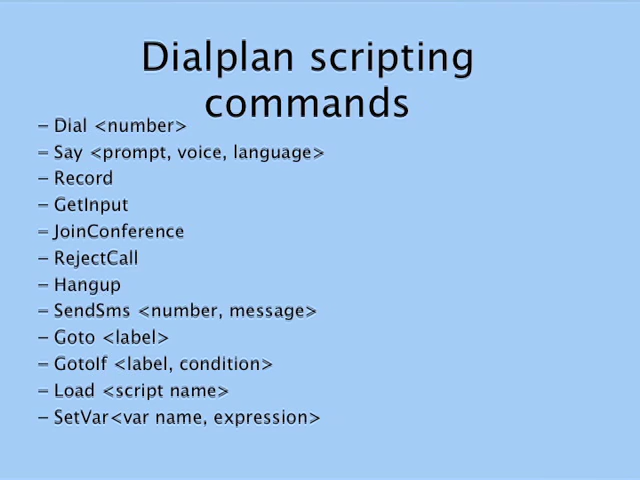 Dialplan scripting
commands
– Dial <number>
– Say <prompt, voice, language>
– Record
– GetInput
– JoinConference
– RejectCall
– Hangup
– SendSms <number, message>
– Goto <label>
– GotoIf <label, condition>
– Load <script name>
– SetVar<var name, expression>